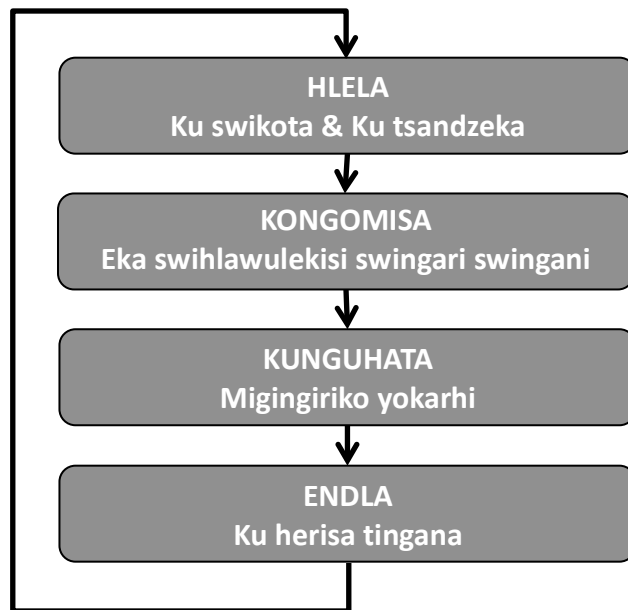 HLELA
Ku swikota & Ku tsandzeka
KONGOMISA
Eka swihlawulekisi swingari swingani
KUNGUHATA
Migingiriko yokarhi
ENDLA
Ku herisa tingana